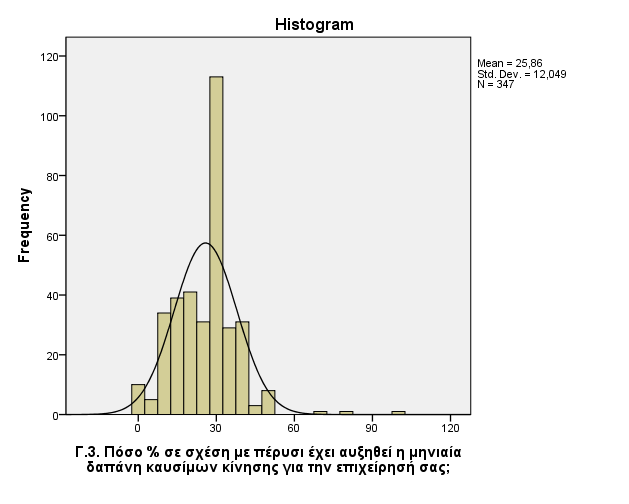 Histogram
Mean = 25,86
Std. Dev. = 12,049
N = 347
Frequency
120
100
80
60
40
20
0
0 30 60 90 120
Γ.3. Πόσο % σε σχέση με πέρυσι έχει αυξηθεί η μηνιαία
δαπάνη καυσίμων κίνησης για την επιχείρησή σας;